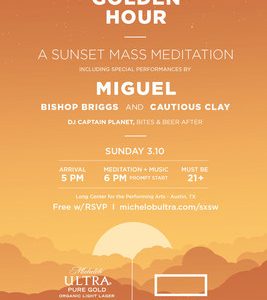 GOLDEN
HOUR
A SUNSET MASS MEDITATION
INCLUDING SPECIAL PERFORMANCES BY
MIGUEL
BISHOP BRIGGS AND CAUTIOUS CLAY
DJ CAPTAIN PLANET, BITES & BEER AFTER
SUNDAY 3.10
ARRIVAL
5 PM
MEDITATION + MUSIC
6 PM PROMPT START
MUST BE
21+
Long Center for the Performing Arts - Austin, TX
Free w/RSVP | michelobultra.com/sxsw
Michelob
ULTRA
PURE GOLD
ORGANIC LIGHT LAGER